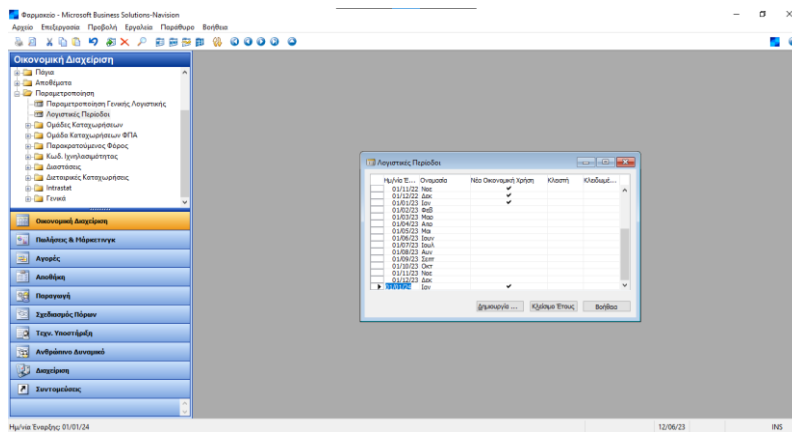 Φαρμακείο - Microsoft Business Solutions-Navision
Αρχείο Επεξεργασία Προβολή Εργαλεία Παράθυρο Βοήθεια
Οικονομική Διαχείριση
Πάγια
Αποθέματα
Παραμετροποίηση
Παραμετροποίηση Γενικής Λογιστικής
Λογιστικές Περίοδοι
Ομάδες Καταχωρήσεων
Ομάδα Καταχωρήσεων ΦΠΑ
Παρακρατούμενος Φόρος
Κωδ. Ιχνηλασιμότητας
Διαστάσεις
Διεταιρικές Καταχωρήσεις
Intrastat
Γενικά
Οικονομική Διαχείριση
Πωλήσεις & Μάρκετινγκ
Αγορές
Αποθήκη
Παραγωγή
Σχεδιασμός Πόρων
Τεχν. Υποστήριξη
Ανθρώπινο Δυναμικό
Διαχείριση
Συντομεύσεις
Λογιστικές Περίοδοι
Ημ/νία Έ... Ονομασία Νέα Οικονομική Χρήση Κλειστή Κλειδωμέ...
01/11/22 Νοε
01/12/22 Δεκ
01/01/23 Ιαν
01/02/23 Φεβ
01/03/23 Μαρ
01/04/23 Απρ
01/05/23 Μαι
01/06/23 Ιουν
01/07/23 Ιουλ
01/08/23 Αυγ
01/09/23 Σεπτ
01/10/23 Οκτ
01/11/23 Νοε
01/12/23 Δεκ
01/01/24 Ιαν
Δημιουργία ... Κλείσιμο Έτους Βοήθεια
Ημ/νία Έναρξης: 01/01/24 12/06/23 INS